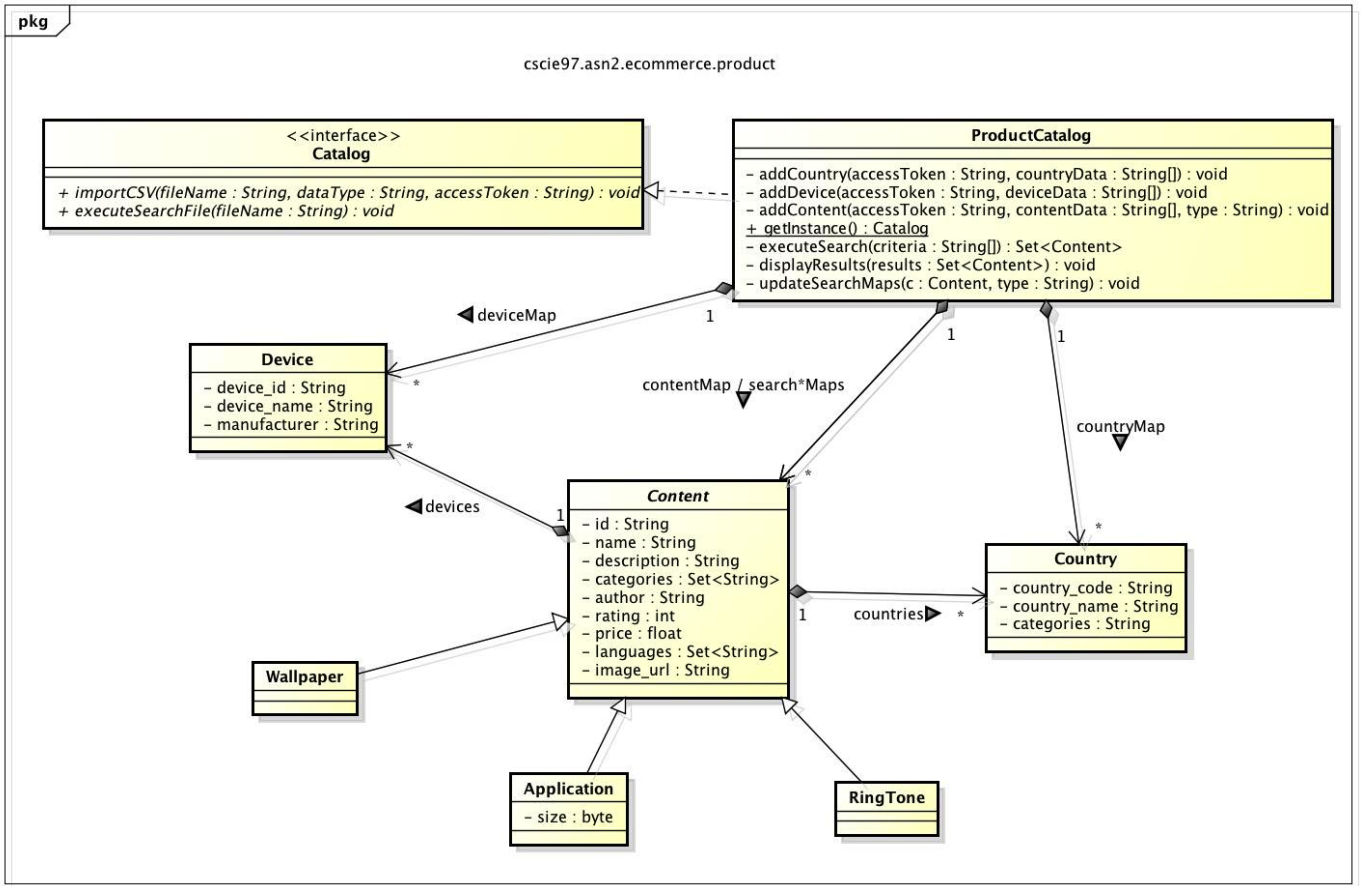 pkg
cscie97.asn2.ecommerce.product
<<interface>>
Catalog
+ importCSV(fileName : String, dataType : String, accessToken : String) : void
+ executeSearchFile(fileName : String) : void
ProductCatalog
- addCountry(accessToken : String, countryData : String[]) : void
- addDevice(accessToken : String, deviceData : String[]) : void
- addContent(accessToken : String, contentData : String[], type : String) : void
+ getInstance() : Catalog
- executeSearch(criteria : String[]) : Set<Content>
- displayResults(results : Set<Content>) : void
- updateSearchMaps(c : Content, type : String) : void
deviceMap
1
*
1
1
contentMap / search*Maps
*
countryMap
*
Device
- device_id : String
- device_name : String
- manufacturer : String
*
devices
1
Content
- id : String
- name : String
- description : String
- categories : Set<String>
- author : String
- rating : int
- price : float
- languages : Set<String>
- image_url : String
1
countries
*
Country
- country_code : String
- country_name : String
- categories : String
Wallpaper
Application
- size : byte
RingTone